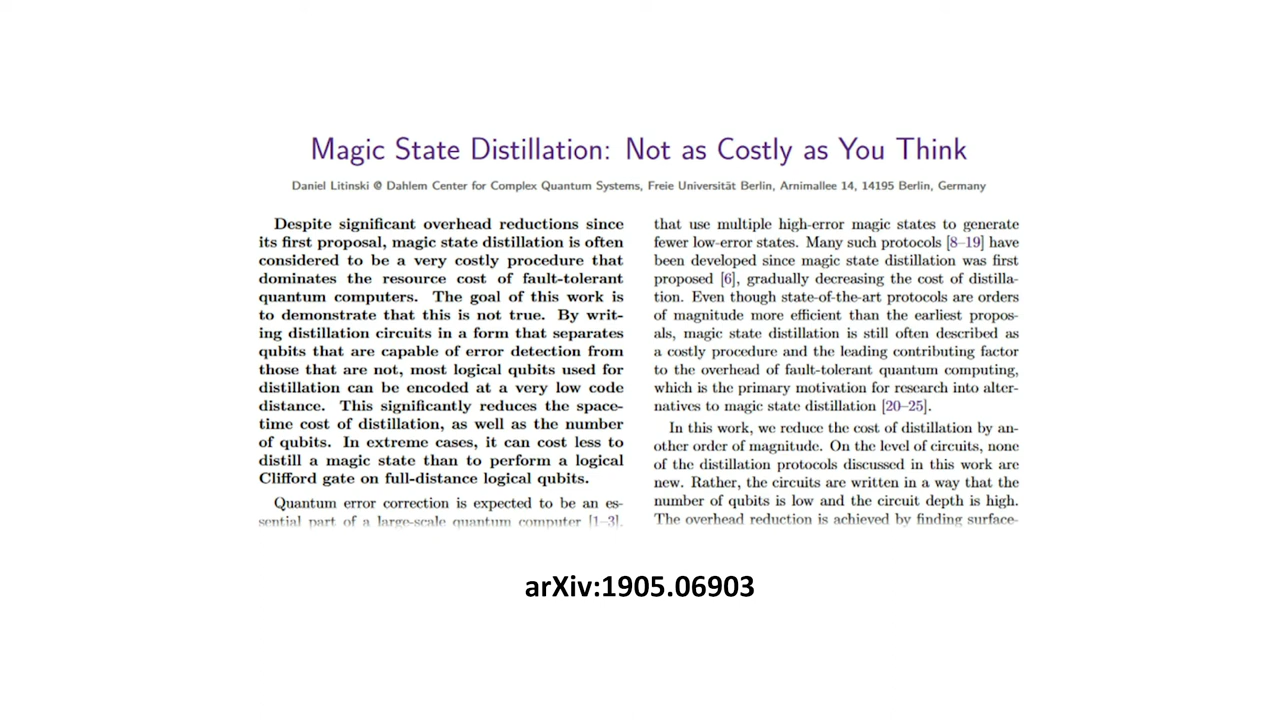 Magic State Distillation: Not as Costly as You Think
Daniel Litinski @ Dahlem Center for Complex Quantum Systems, Freie Universität Berlin, Arnimallee 14, 14195 Berlin, Germany
Despite significant overhead reductions since
its first proposal, magic state distillation is often
considered to be a very costly procedure that
dominates the resource cost of fault-tolerant
quantum computers. The goal of this work is
to demonstrate that this is not true. By writ-
ing distillation circuits in a form that separates
qubits that are capable of error detection from
those that are not, most logical qubits used for
distillation can be encoded at a very low code
distance. This significantly reduces the space-
time cost of distillation, as well as the number
of qubits. In extreme cases, it can cost less to
distill a magic state than to perform a logical
Clifford gate on full-distance logical qubits.
Quantum error correction is expected to be an es-
sential part of a large-scale quantum computer [1–3].
that use multiple high-error magic states to generate
fewer low-error states. Many such protocols [8–19] have
been developed since magic state distillation was first
proposed [6], gradually decreasing the cost of distilla-
tion. Even though state-of-the-art protocols are orders
of magnitude more efficient than the earliest propos-
als, magic state distillation is still often described as
a costly procedure and the leading contributing factor
to the overhead of fault-tolerant quantum computing,
which is the primary motivation for research into alter-
natives to magic state distillation [20–25].
In this work, we reduce the cost of distillation by an-
other order of magnitude. On the level of circuits, none
of the distillation protocols discussed in this work are
new. Rather, the circuits are written in a way that the
number of qubits is low and the circuit depth is high.
The overhead reduction is achieved by finding surface-
arXiv:1905.06903